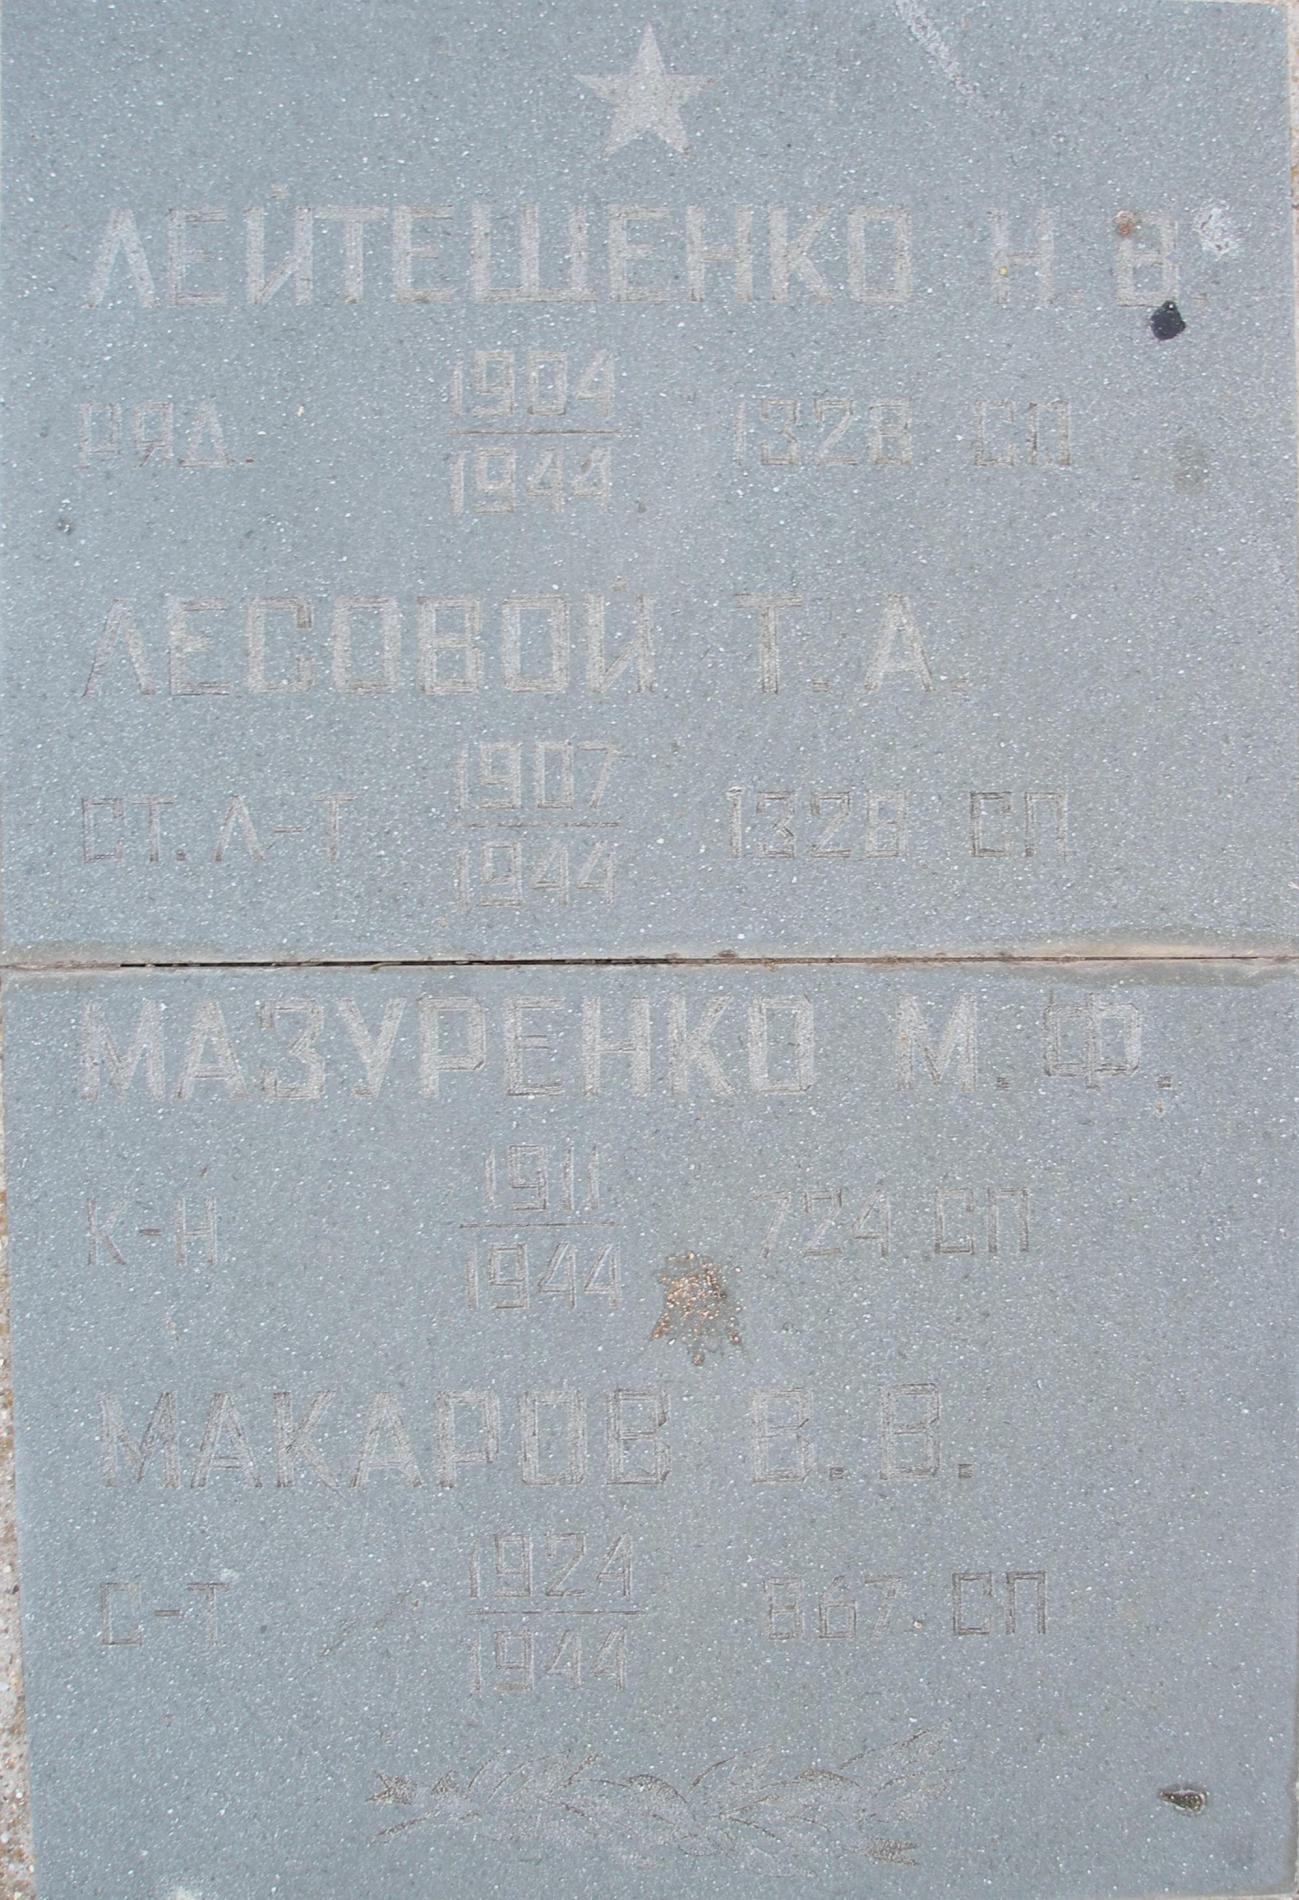 ЛЕЙТЕЩЕНКО Н.В.
1904
РЯД. 1328 СП
1944
ЛЕСОВОЙ Т.А.
1907
СТ.Л-Т 1328 СП
1944
МАЗУРЕНКО М.Ф.
1911
К-Н 724 СП
1944
МАКАРОВ В.В.
1924
С-Т 867 СП
1944